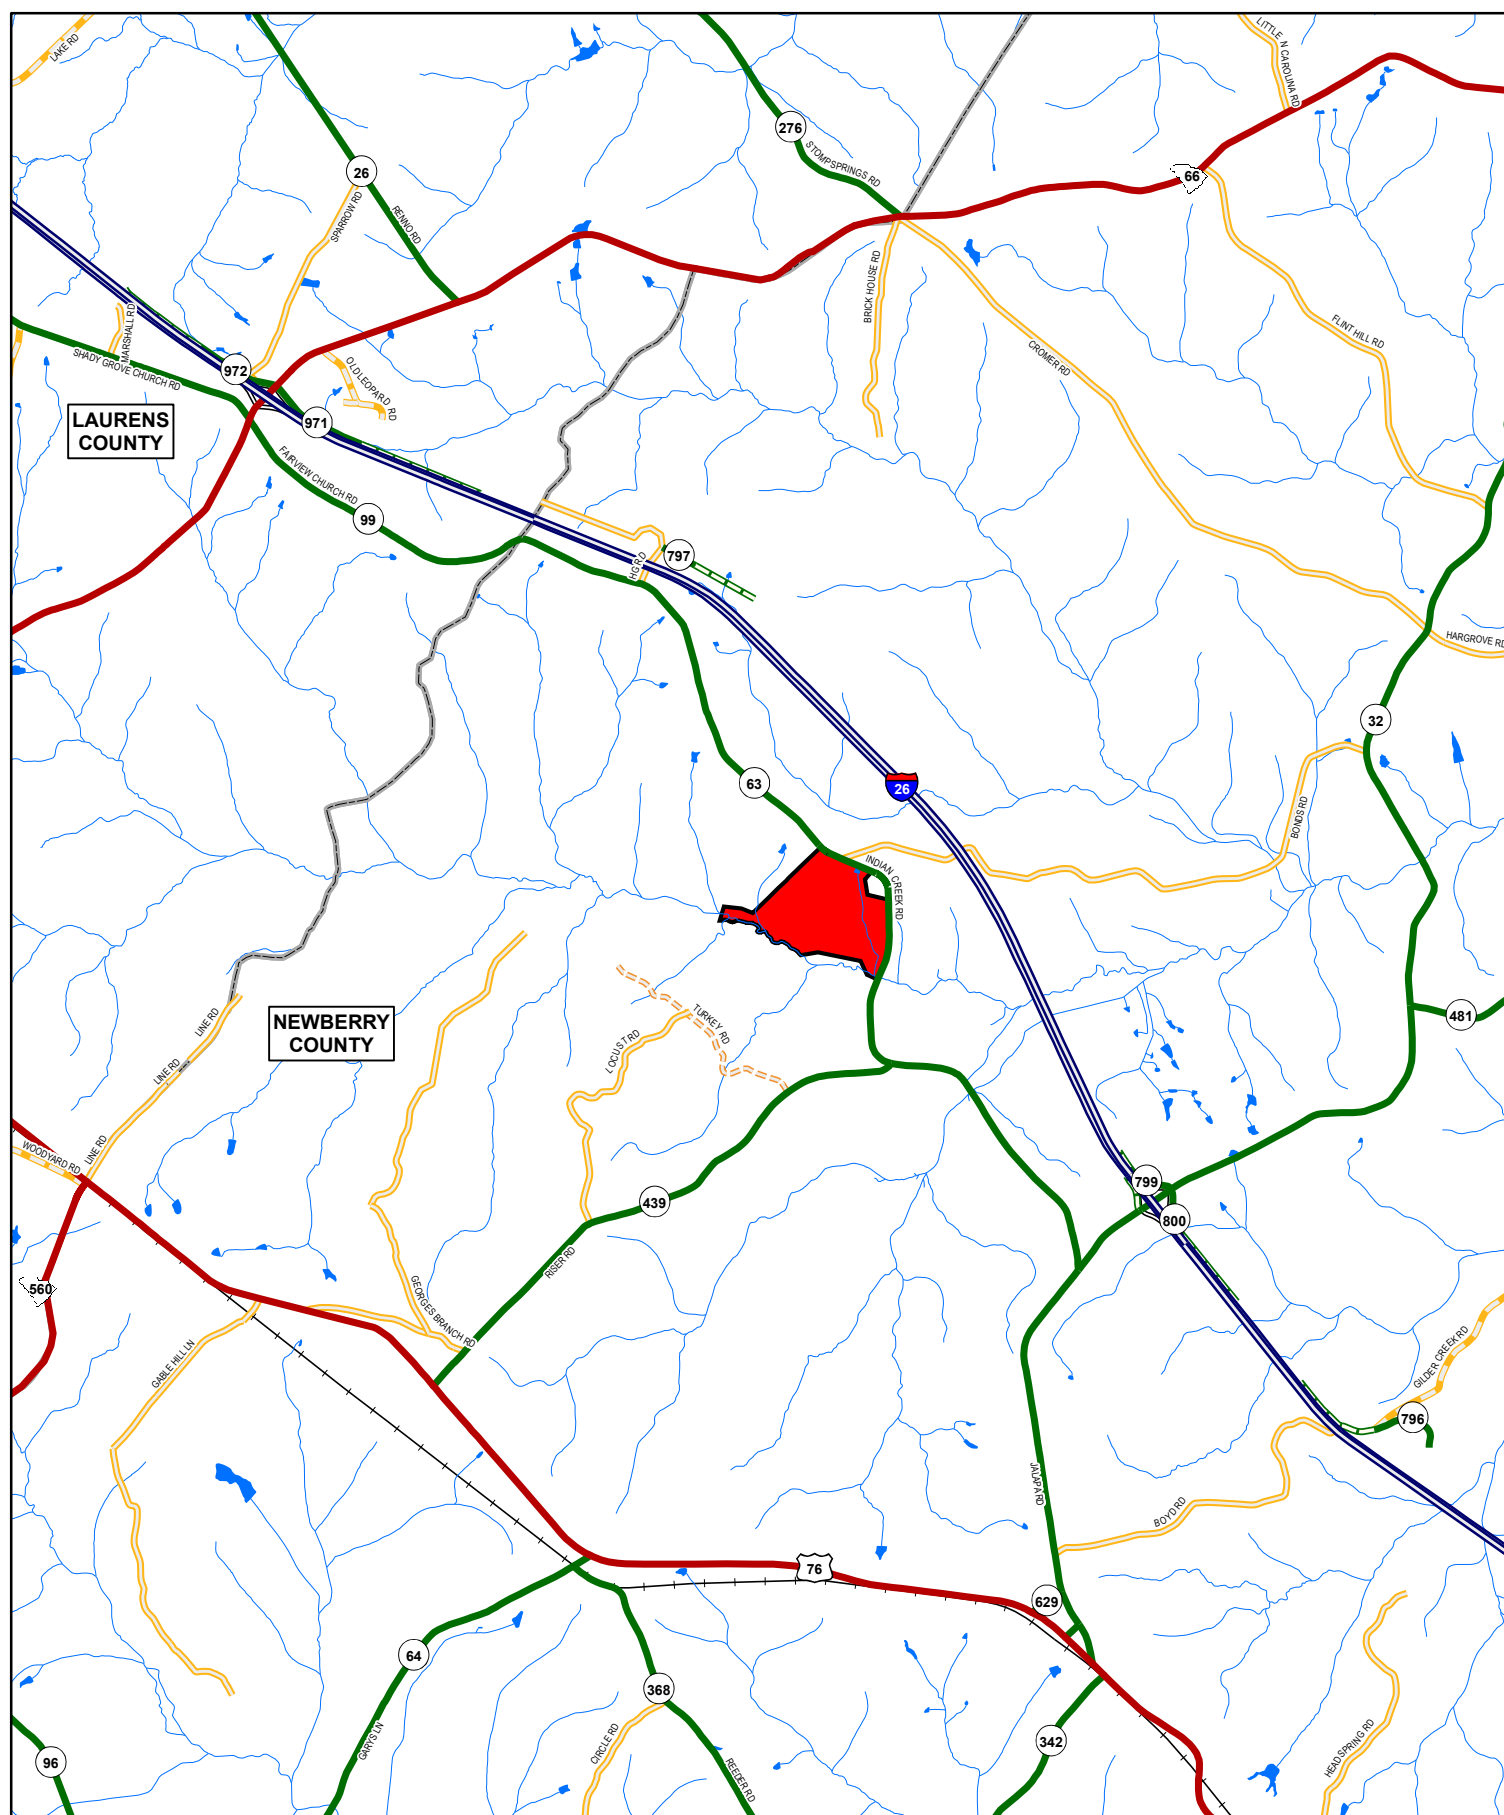 LAKE RD
LITTLE N CAROLINA RD
276
STOMP SPRINGS RD
26
SPARROW RD
RENNO RD
66
BRICK HOUSE RD
FLINT HILL RD
CROMER RD
MARSHALL RD
SHADY GROVE CHURCH RD
972
OLD LEOPARD RD
971
LAURENS
COUNTY
FAIRVIEW CHURCH RD
99
797
H G RD
HARGROVE RD
32
63
26
BONDS RD
INDIAN CREEK RD
LINE RD
NEWBERRY
COUNTY
481
TURKEY RD
LOCUST RD
LINE RD
LINE RD
WOODYARD RD
799
439
800
RISER RD
560
GEORGES BRANCH RD
GABLE HILL LN
GILDER CREEK RD
796
JALAPA RD
BOYD RD
76
629
64
368
342
GARYS LN
CIRCLE RD
REEDER RD
HEADSPRING RD
96